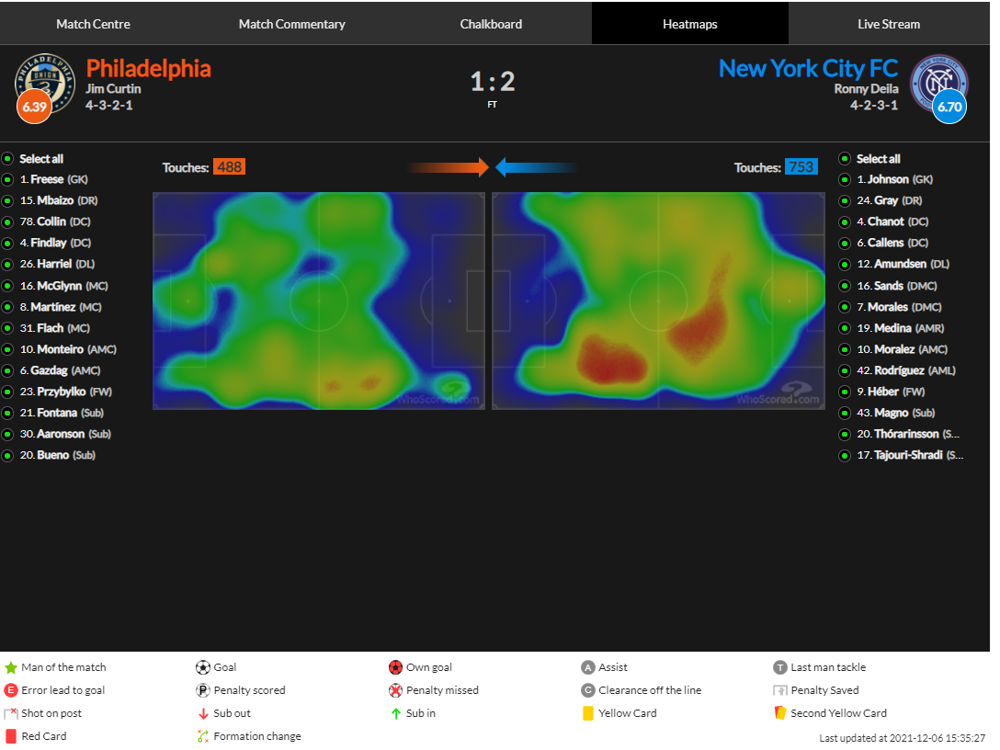 Match Centre
Match Commentary
Chalkboard
Heatmaps
Live Stream
PHILADELPHIA
UNION
6.39
Philadelphia
Jim Curtin
4-3-2-1
1 : 2
FT
New York City FC
Ronny Deila
4-2-3-1
6.70
Select all
1. Freese (GK)
15. Mbaizo (DR)
78. Collin (DC)
4. Findlay (DC)
26. Harriel (DL)
16. McGlynn (MC)
8. Martínez (MC)
31. Flach (MC)
10. Monteiro (AMC)
6. Gazdag (AMC)
23. Przybylko (FW)
21. Fontana (Sub)
30. Aaronson (Sub)
20. Bueno (Sub)
Touches: 488
Touches: 753
WhoScored.com
WhoScored.com
Select all
1. Johnson (GK)
24. Gray (DR)
4. Chanot (DC)
6. Callens (DC)
12. Amundsen (DL)
16. Sands (DMC)
7. Morales (DMC)
19. Medina (AMR)
10. Moralez (AMC)
42. Rodríguez (AML)
9. Héber (FW)
43. Magno (Sub)
20. Thórarinsson (S...
17. Tajouri-Shradi (S...
Man of the match
Goal
Own goal
A Assist
T Last man tackle
E Error lead to goal
P Penalty scored
Penalty missed
C Clearance off the line
Penalty Saved
Shot on post
Sub out
Sub in
Yellow Card
Second Yellow Card
Red Card
Formation change
Last updated at 2021-12-06 15:35:27